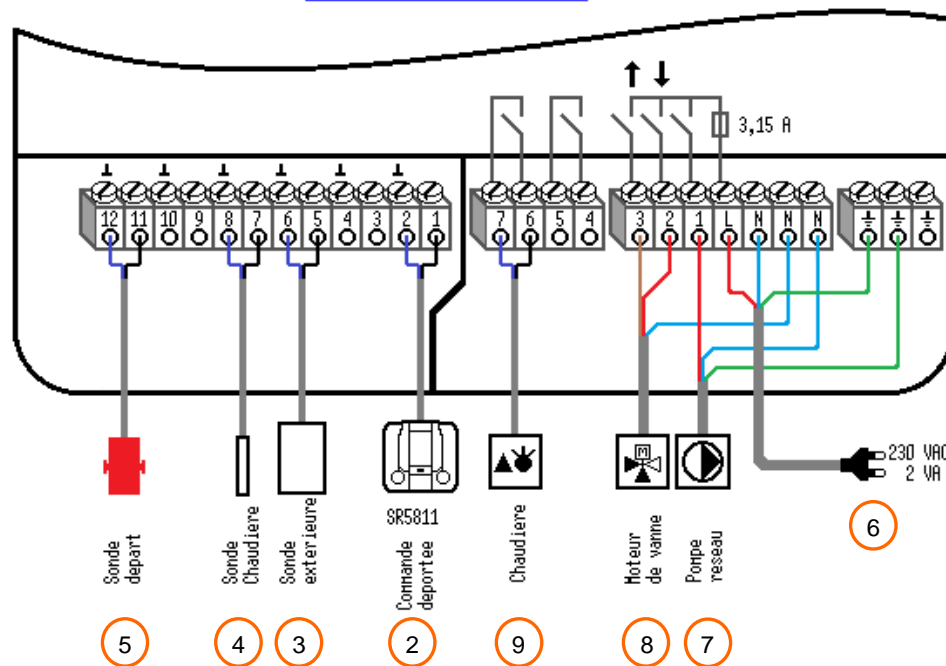 3,15 A
12 11 10 9 8 7 6 5 4 3 2 1
7 6 5 4
3 2 1 L N N N
M
230 VAC
2 VA
SR5811
Sonde
depart
Sonde
Chaudiere
Sonde
exterieure
Commande
deportee
Chaudiere
Moteur
de vanne
Pompe
reseau
6
5
4
3
2
9
8
7